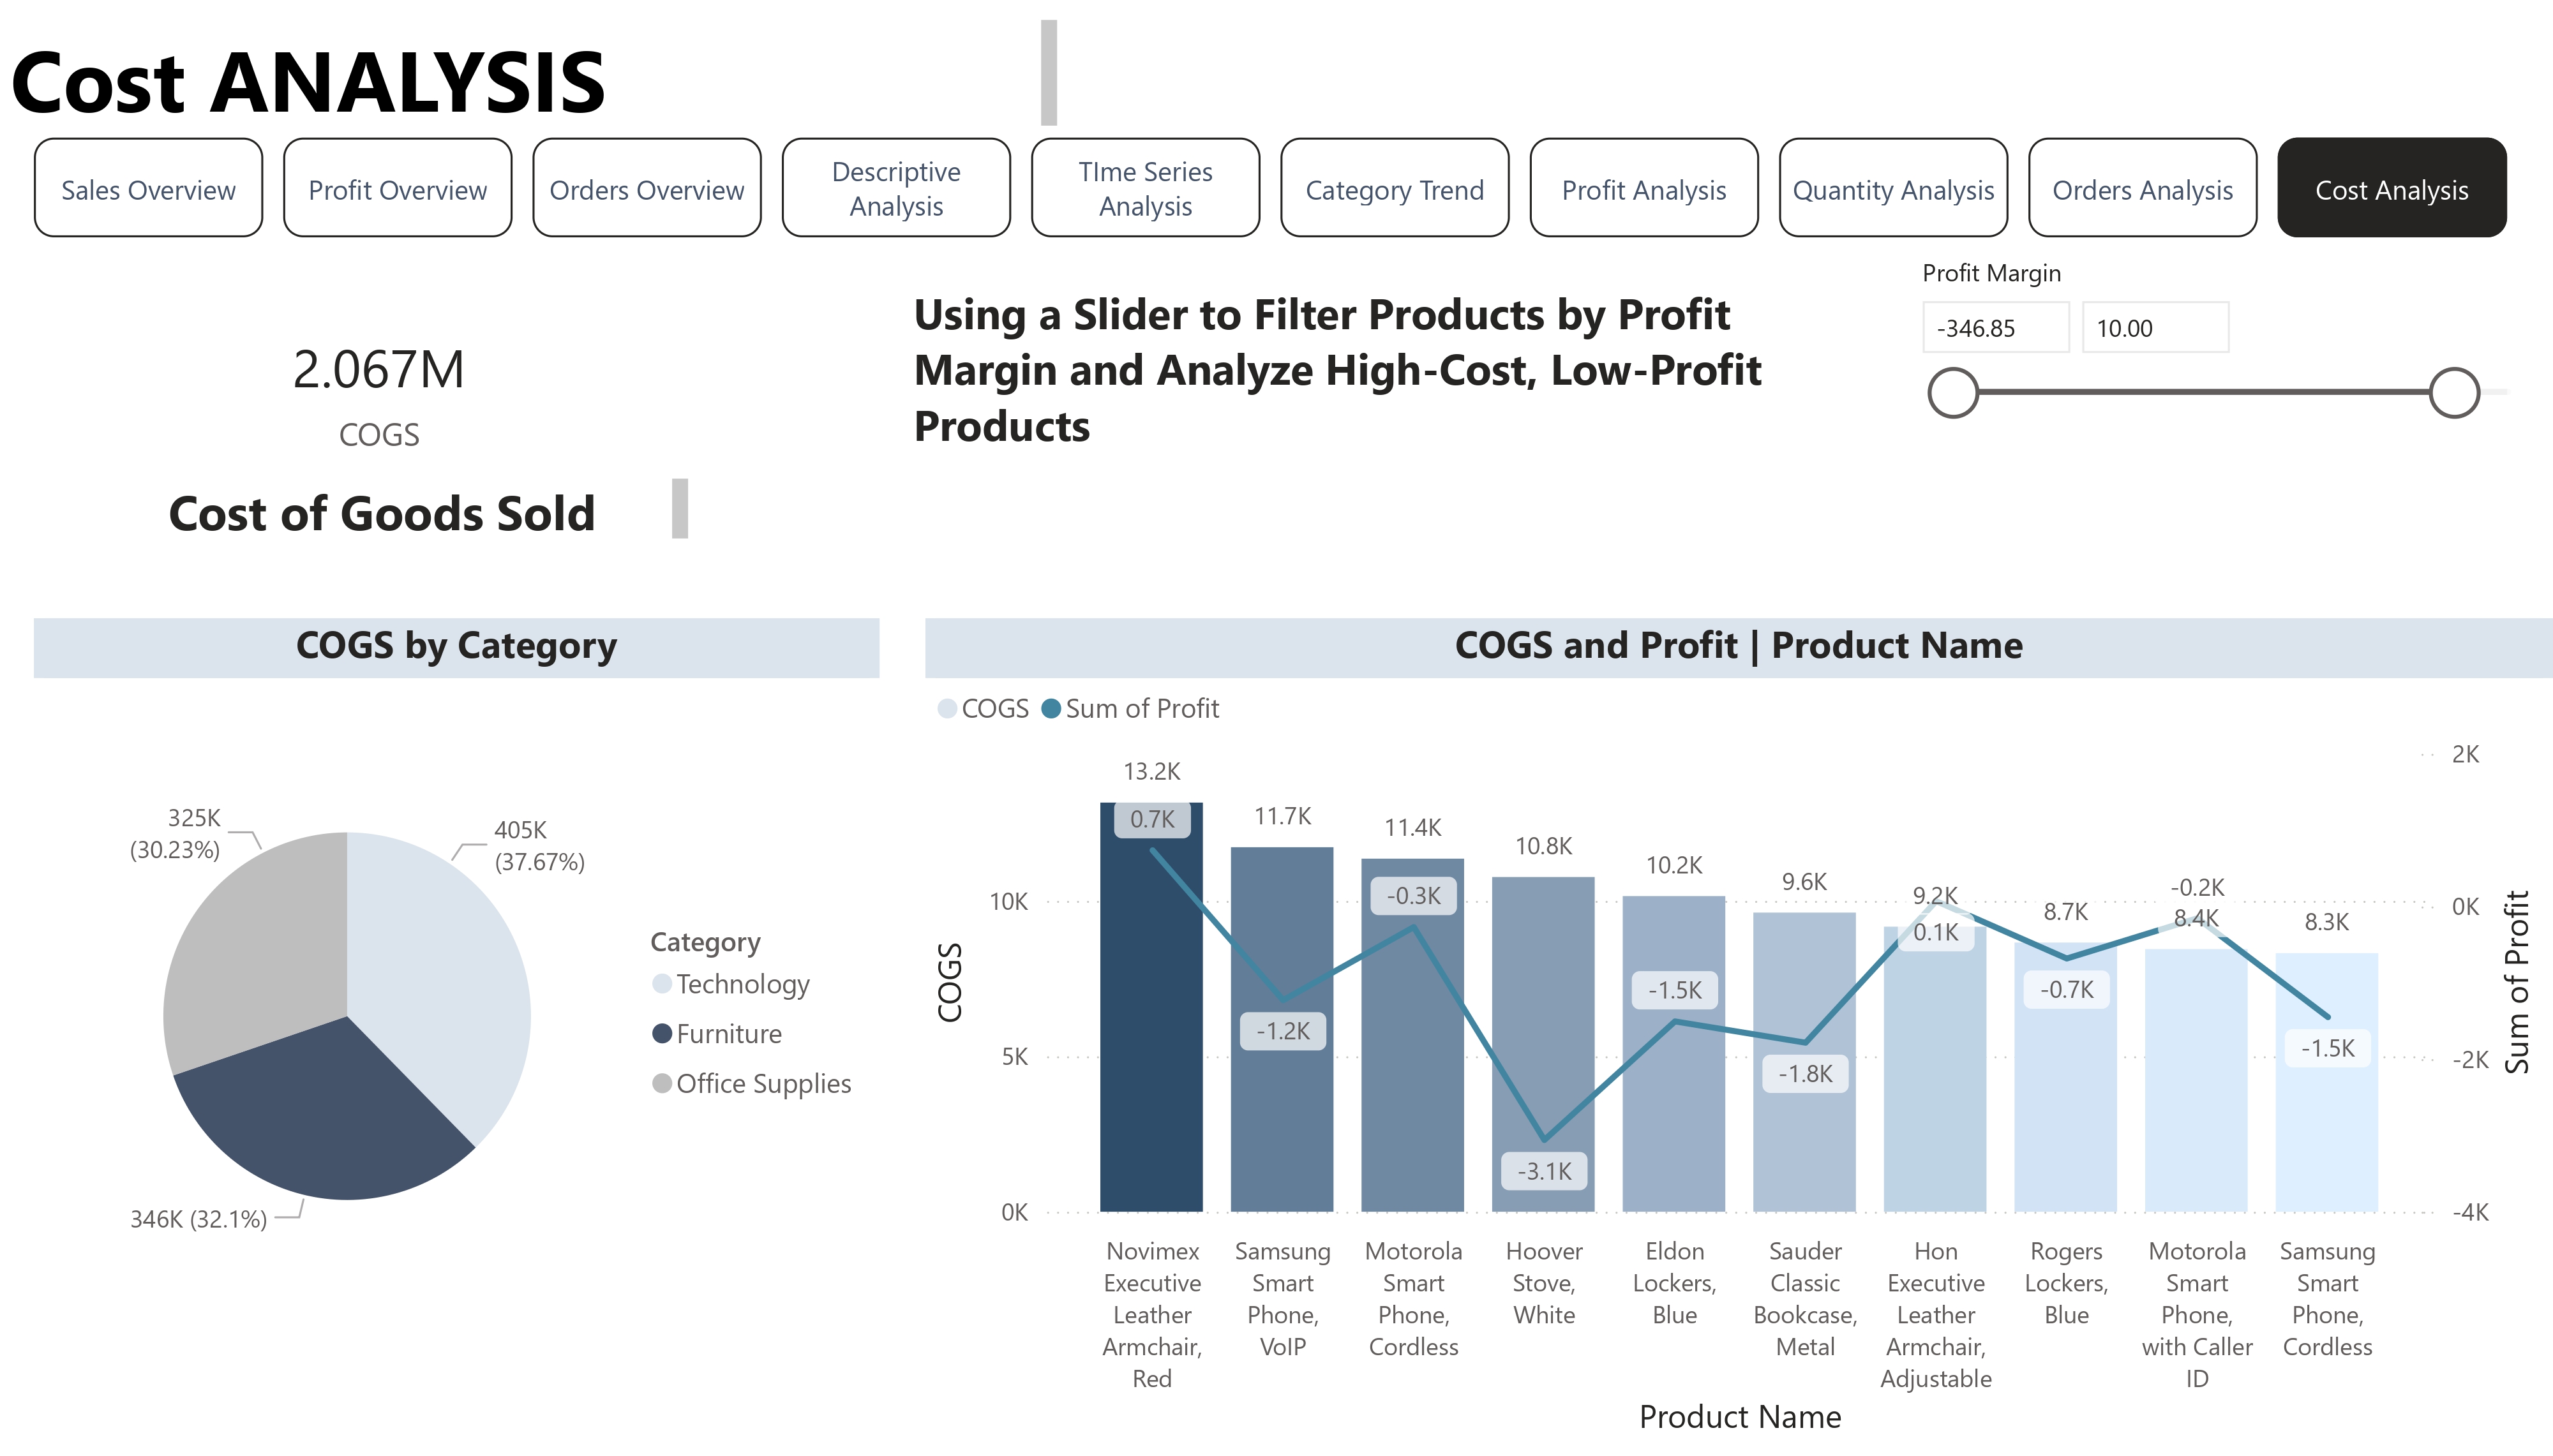 Cost ANALYSIS
Sales Overview
Profit Overview
Orders Overview
Descriptive
Analysis
TIme Series
Analysis
Category Trend
Profit Analysis
Quantity Analysis
Orders Analysis
Cost Analysis
2.067M
COGS
Cost of Goods Sold
Using a Slider to Filter Products by Profit
Margin and Analyze High-Cost, Low-Profit
Products
Profit Margin
-346.85
10.00
COGS by Category
325K
(30.23%)
405K
(37.67%)
346K (32.1%)
Category
Technology
Furniture
Office Supplies
COGS and Profit | Product Name
COGS
Sum of Profit
COGS
10K
5K
0K
13.2K
11.7K
11.4K
10.8K
10.2K
9.6K
9.2K
8.7K
8.4K
8.3K
0.7K
-1.2K
-0.3K
-3.1K
-1.5K
-1.8K
0.1K
-0.7K
-0.2K
-1.5K
2K
0K
-2K
-4K
Sum of Profit
Novimex
Executive
Leather
Armchair,
Red
Samsung
Smart
Phone,
VoIP
Motorola
Smart
Phone,
Cordless
Hoover
Stove,
White
Eldon
Lockers,
Blue
Sauder
Classic
Bookcase,
Metal
Hon
Executive
Leather
Armchair,
Adjustable
Rogers
Lockers,
Blue
Motorola
Smart
Phone,
with Caller
ID
Samsung
Smart
Phone,
Cordless
Product Name